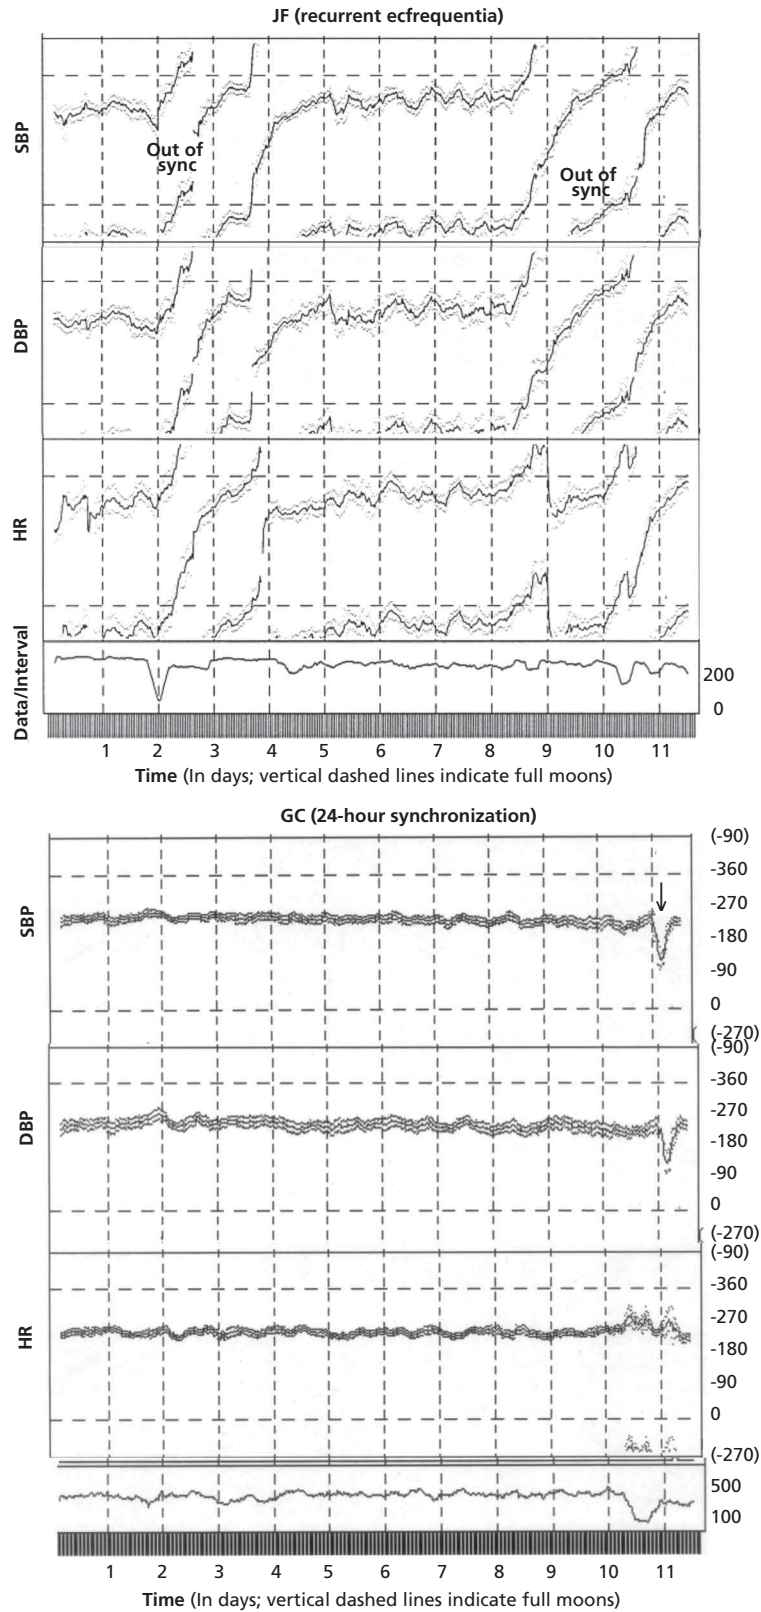 JF (recurrent ecfrequentia)
SBP
Out of
sync
Out of
sync
DBP
HR
Data/Interval
200
0
1 2 3 4 5 6 7 8 9 10 11
Time (In days; vertical dashed lines indicate full moons)
GC (24-hour synchronization)
SBP
(-90)
-360
-270
-180
-90
0
(-270)
DBP
(-90)
-360
-270
-180
-90
0
(-270)
HR
(-90)
-360
-270
-180
-90
0
(-270)
500
100
1 2 3 4 5 6 7 8 9 10 11
Time (In days; vertical dashed lines indicate full moons)